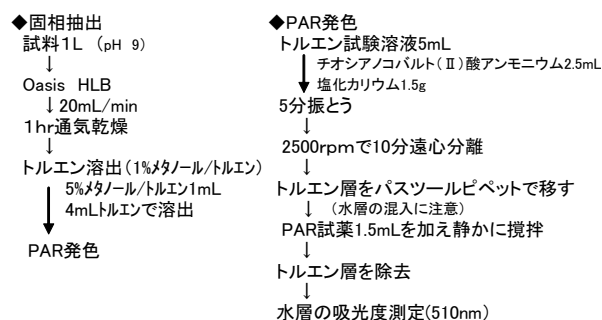 ◆固相抽出
試料1L (pH 9)
↓
Oasis HLB
↓20mL/min
1hr通気乾燥
↓
トルエン溶出(1%メタノール/トルエン)
5%メタノール/トルエン1mL
4mLトルエンで溶出
PAR発色
◆PAR発色
トルエン試験溶液5mL
チオシアノコバルト(Ⅱ)酸アンモニウム2.5mL
塩化カリウム1.5g
5分振とう
↓
2500rpmで10分遠心分離
↓
トルエン層をパスツールピペットで移す
↓ (水層の混入に注意)
PAR試薬1.5mLを加え静かに撹拌
↓
トルエン層を除去
↓
水層の吸光度測定(510nm)